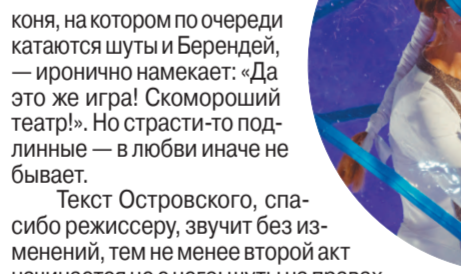 коня, на котором по очереди
катаются шуты и Берендей,
— иронично намекает: «Да
это же игра! Скомороший
театр!». Но страсти-то под-
линные — в любви иначе не
бывает.
Текст Островского, спа-
сибо режиссеру, звучит без из-
менений, тем не менее второй акт